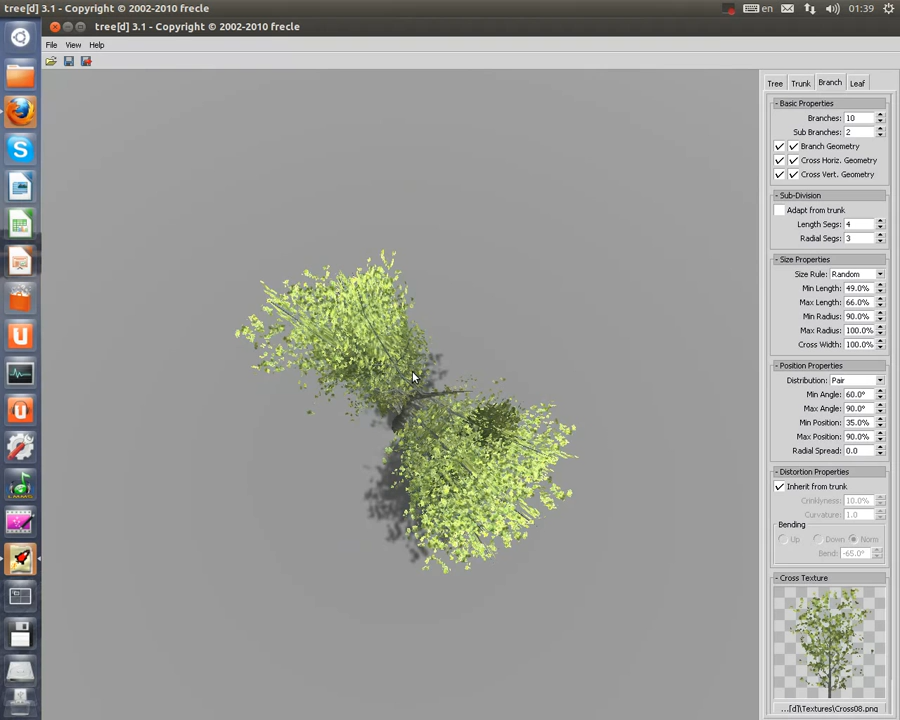 tree[d] 3.1 - Copyright © 2002-2010 frecle
en
01:39
tree[d] 3.1 - Copyright © 2002-2010 frecle
File View Help
Tree Trunk Branch Leaf
- Basic Properties
Branches: 10
Sub Branches: 2
Branch Geometry
Cross Horiz. Geometry
Cross Vert. Geometry
- Sub-Division
Adapt from trunk
Length Segs: 4
Radial Segs: 3
- Size Properties
Size Rule: Random
Min Length: 49.0%
Max Length: 66.0%
Min Radius: 90.0%
Max Radius: 100.0%
Cross Width: 100.0%
- Position Properties
Distribution: Pair
Min Angle: 60.0°
Max Angle: 90.0°
Min Position: 35.0%
Max Position: 90.0%
Radial Spread: 0.0
- Distortion Properties
Inherit from trunk
Crinklyness: 10.0%
Curvature: 1.0
Bending
Up Down Norm
Bend: -65.0°
- Cross Texture
...[d]\Textures\Cross08.png
LMMS